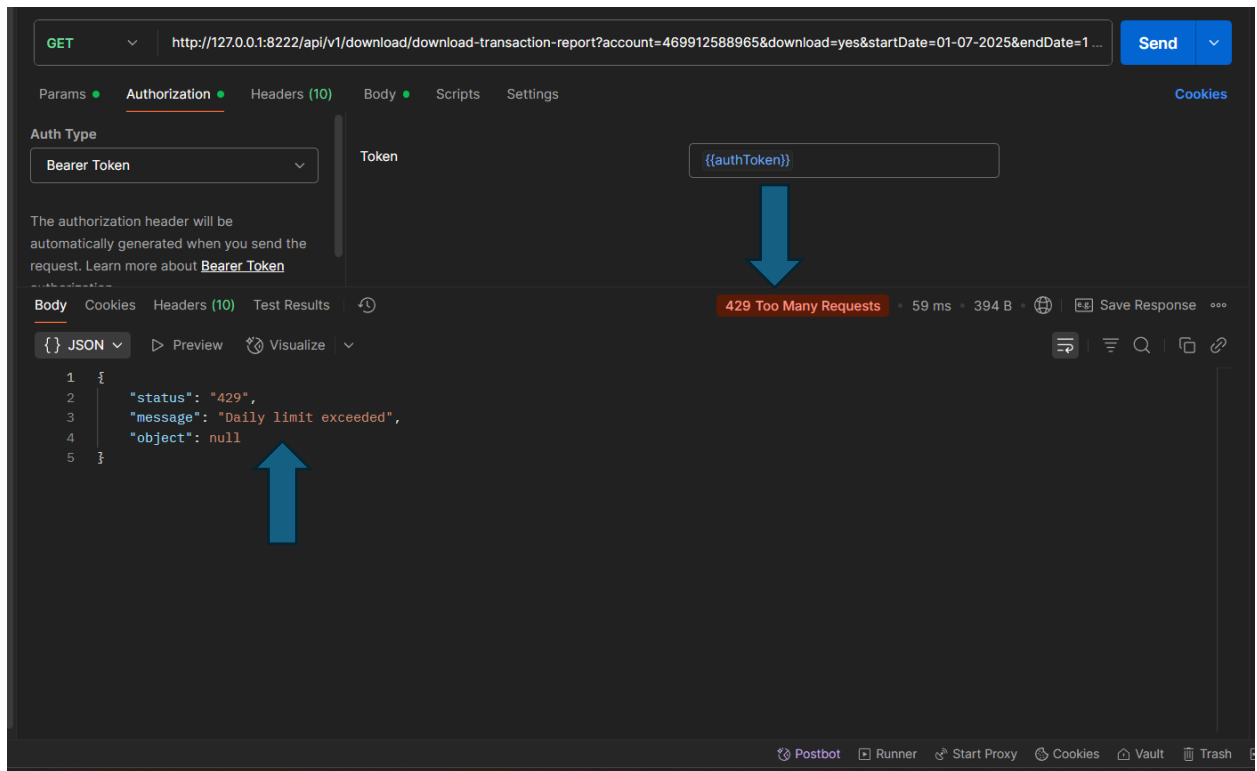 GET http://127.0.0.1:8222/api/v1/download/download-transaction-report?account=469912588965&download=yes&startDate=01-07-2025&endDate=1 ... Send
Params Authorization Headers (10) Body Scripts Settings Cookies
Auth Type
Bearer Token
Token {{authToken}}
The authorization header will be
automatically generated when you send the
request. Learn more about Bearer Token
Body Cookies Headers (10) Test Results 429 Too Many Requests 59 ms 394 B e.g. Save Response
{} JSON Preview Visualize
1 {
2 "status": "429",
3 "message": "Daily limit exceeded",
4 "object": null
5 }
Postbot Runner Start Proxy Cookies Vault Trash